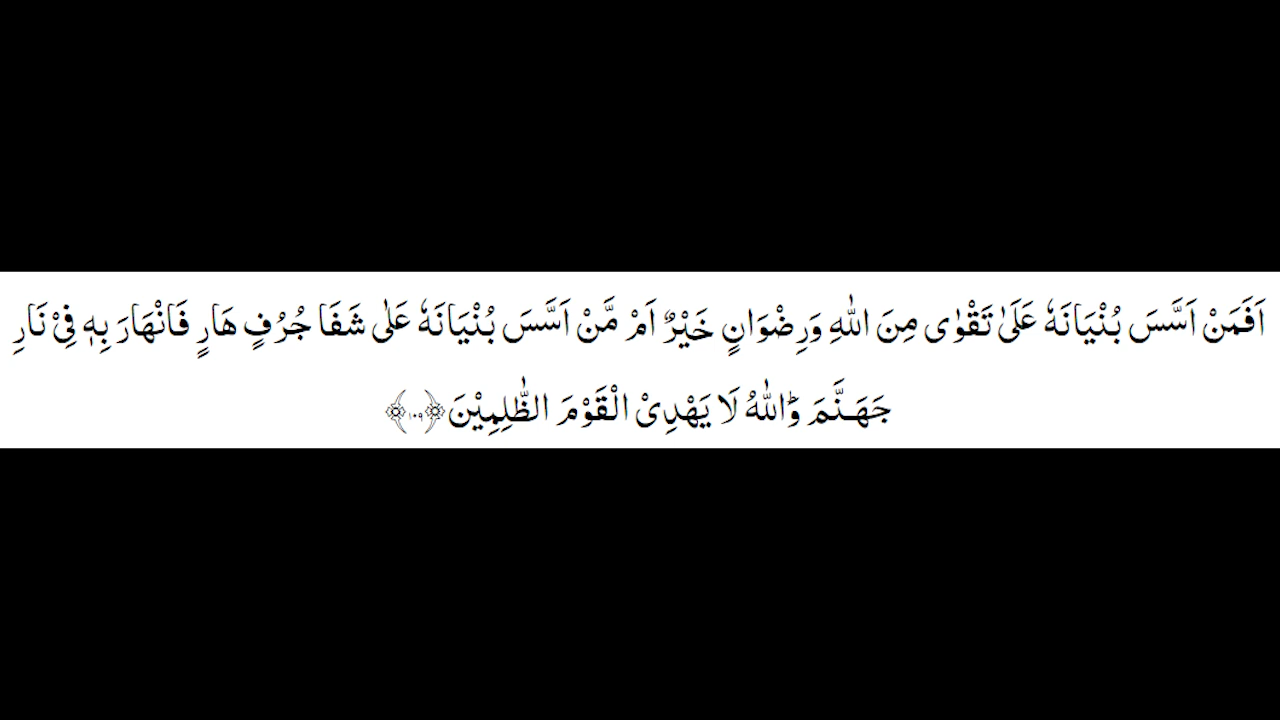 اَفَمَنْ اَسَّسَ بُنْيَانَهٗ عَلَىٰ تَقْوٰى مِنَ اللّٰهِ وَرِضْوَانٍ خَيْرٌ اَمْ مَّنْ اَسَّسَ بُنْيَانَهٗ عَلٰى شَفَا جُرُفٍ هَارٍ فَانْهَارَ بِهٖ فِىْ نَارِ
جَهَنَّمَ ؕ وَاللّٰهُ لَا يَهْدِى الْقَوْمَ الظّٰلِمِيْنَ ﴿۱۰۹﴾